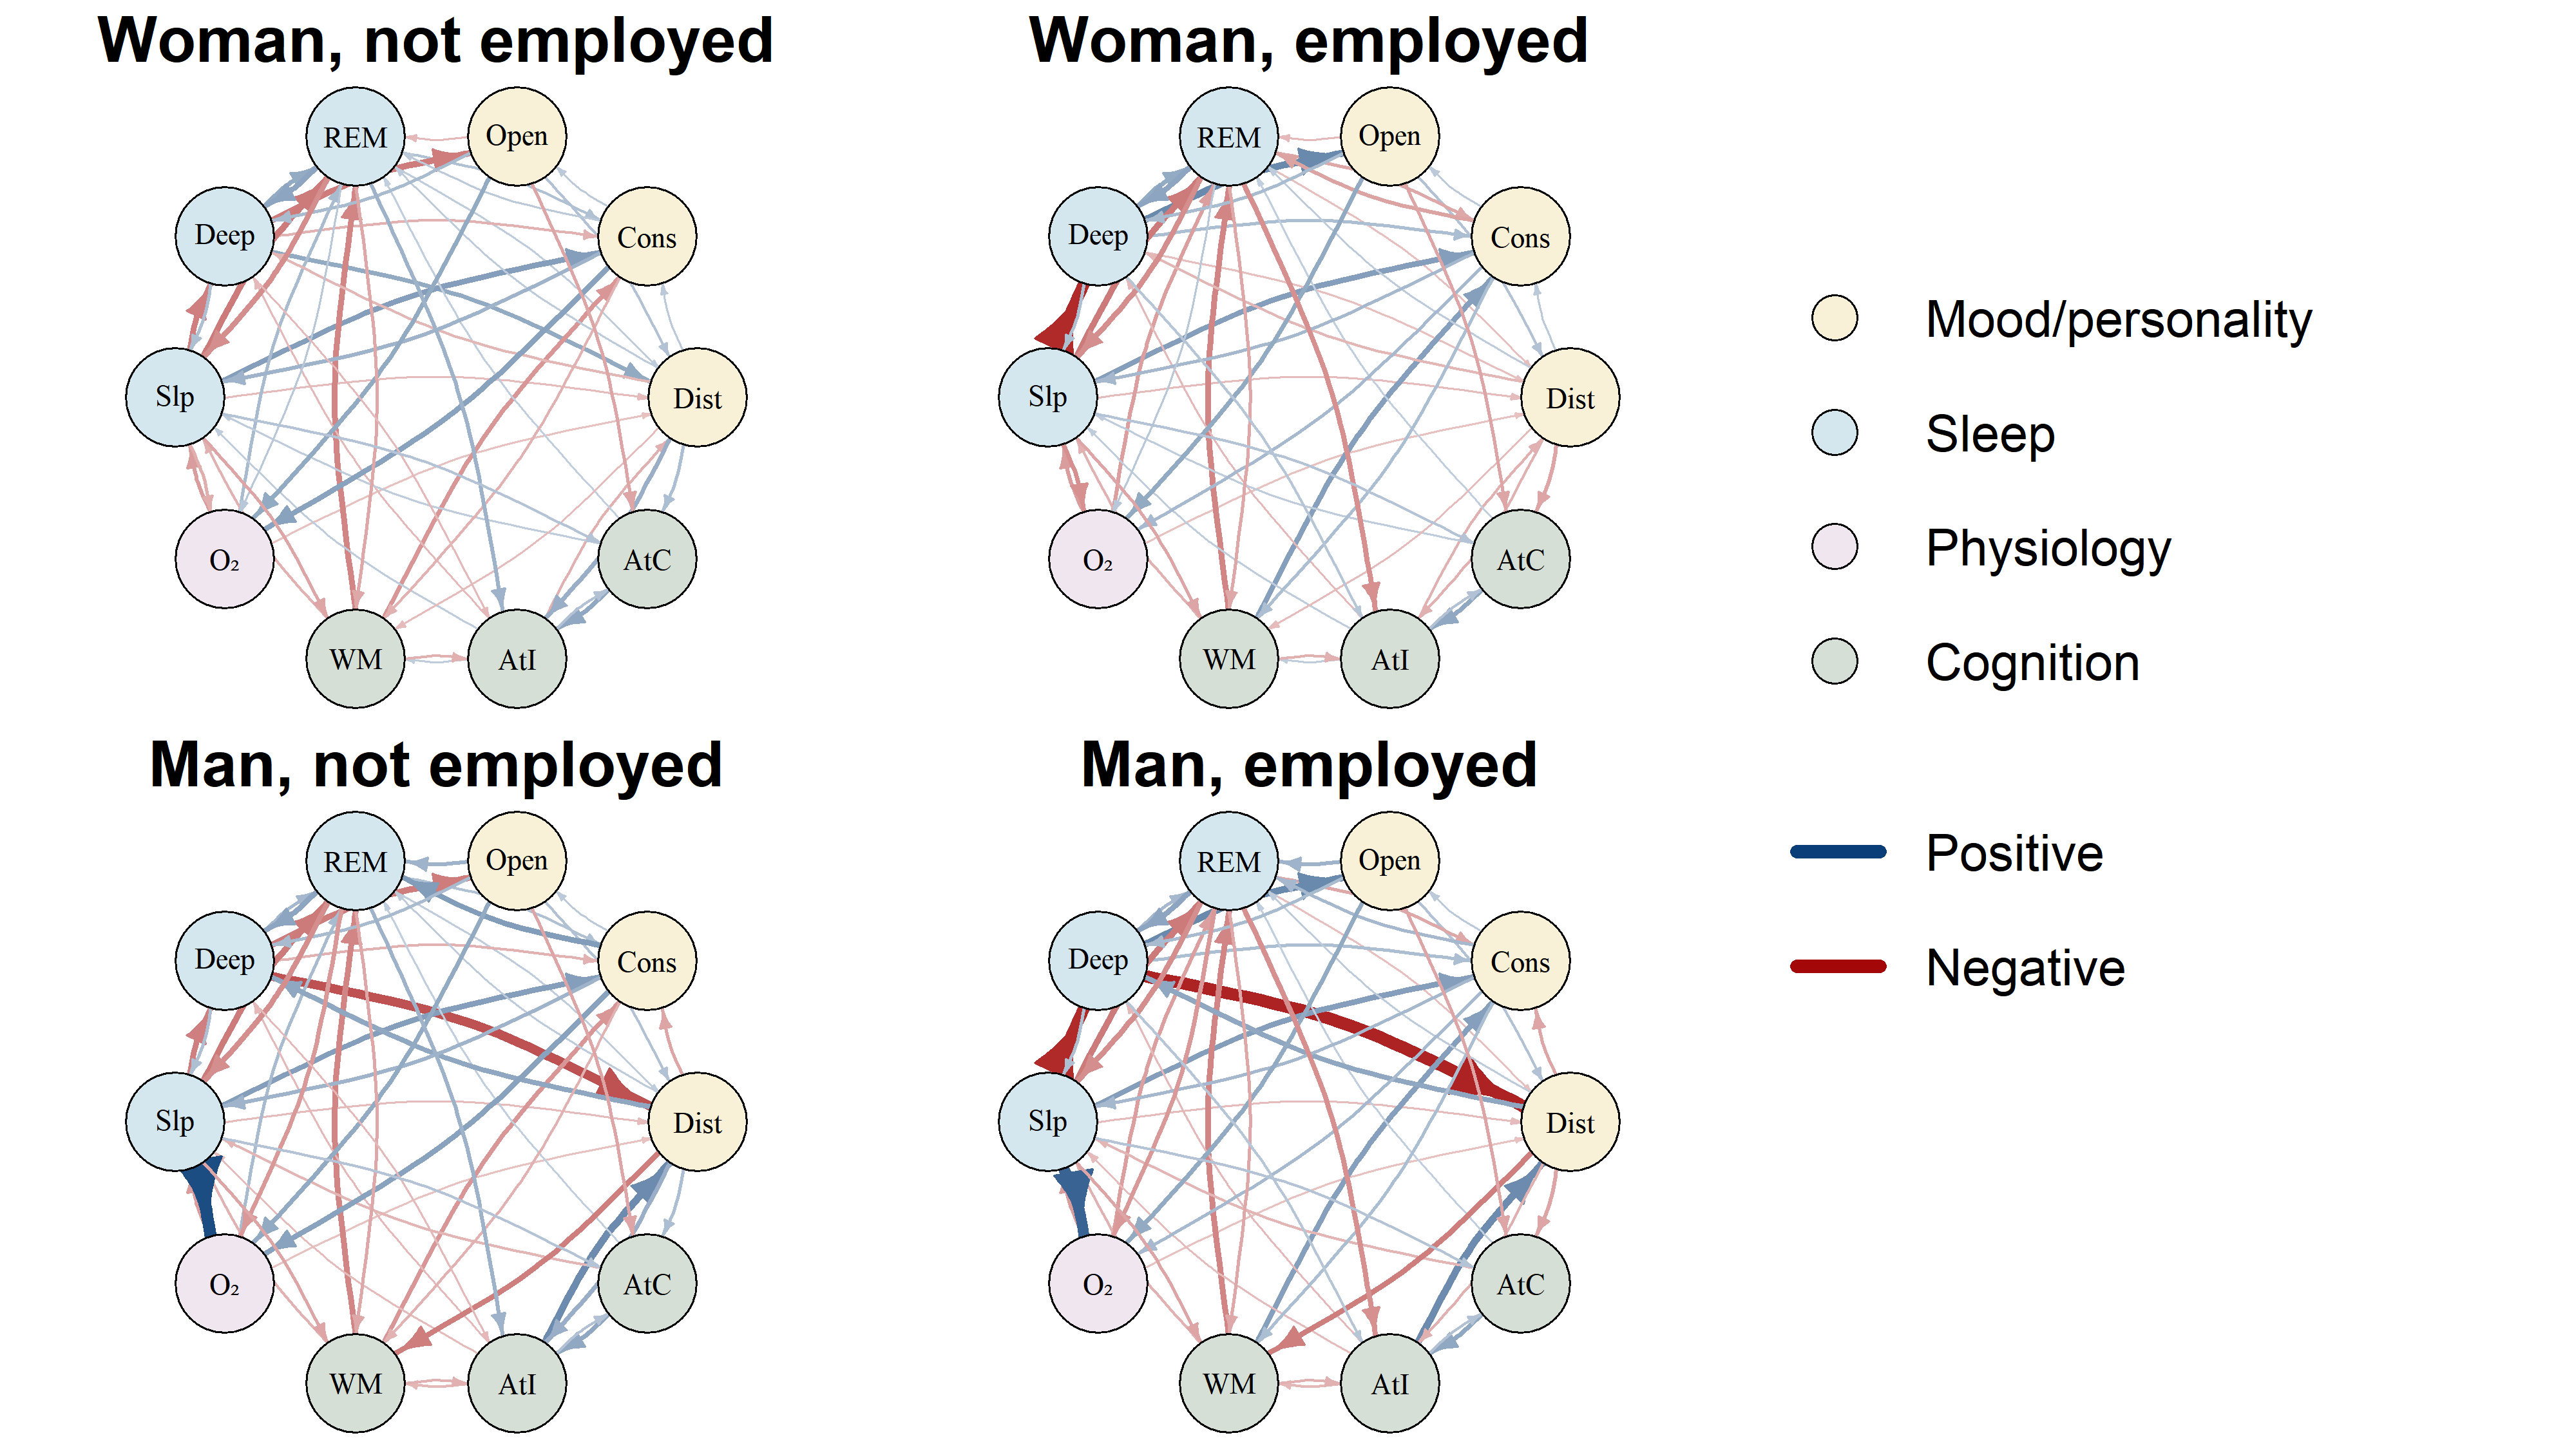 Woman, not employed
REM
Open
Deep
Cons
Slp
Dist
O₂
AtC
WM
AtI
Woman, employed
REM
Open
Deep
Cons
Slp
Dist
O₂
AtC
WM
AtI
Man, not employed
REM
Open
Deep
Cons
Slp
Dist
O₂
AtC
WM
AtI
Man, employed
REM
Open
Deep
Cons
Slp
Dist
O₂
AtC
WM
AtI
Mood/personality
Sleep
Physiology
Cognition
Positive
Negative